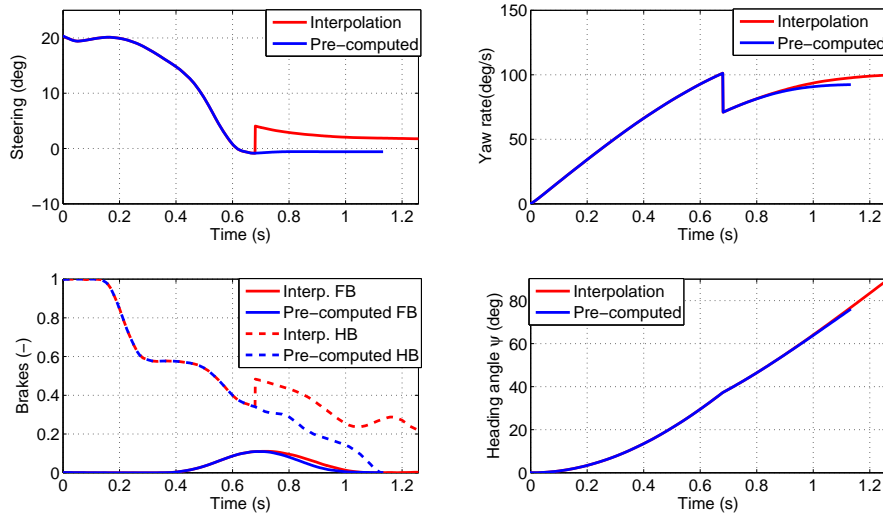 Interpolation
Pre−computed
Steering (deg)
20
10
0
−10
0 0.2 0.4 0.6 0.8 1 1.2
Time (s)
Interpolation
Pre−computed
Yaw rate(deg/s)
150
100
50
0
0 0.2 0.4 0.6 0.8 1 1.2
Time (s)
Interp. FB
Pre−computed FB
Interp. HB
Pre−computed HB
Brakes (−)
1
0.8
0.6
0.4
0.2
0
0 0.2 0.4 0.6 0.8 1 1.2
Time (s)
Interpolation
Pre−computed
Heading angle ψ (deg)
80
60
40
20
0
0 0.2 0.4 0.6 0.8 1 1.2
Time (s)